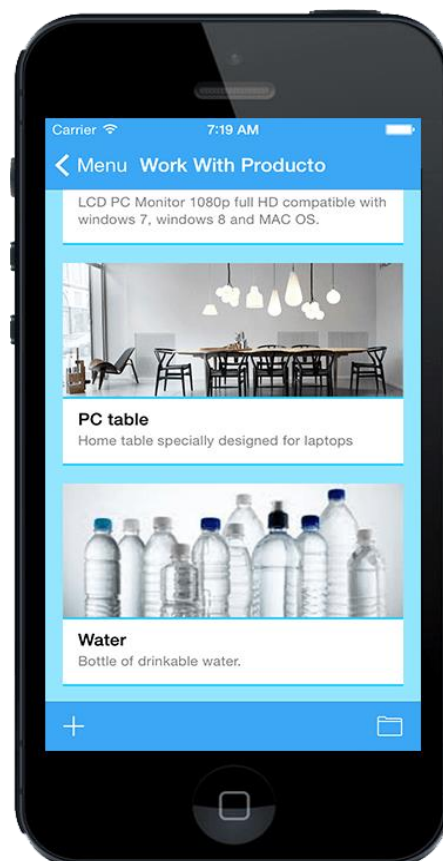 Carrier 7:19 AM
Menu Work With Producto
LCD PC Monitor 1080p full HD compatible with
windows 7, windows 8 and MAC OS.
PC table
Home table specially designed for laptops
Water
Bottle of drinkable water.